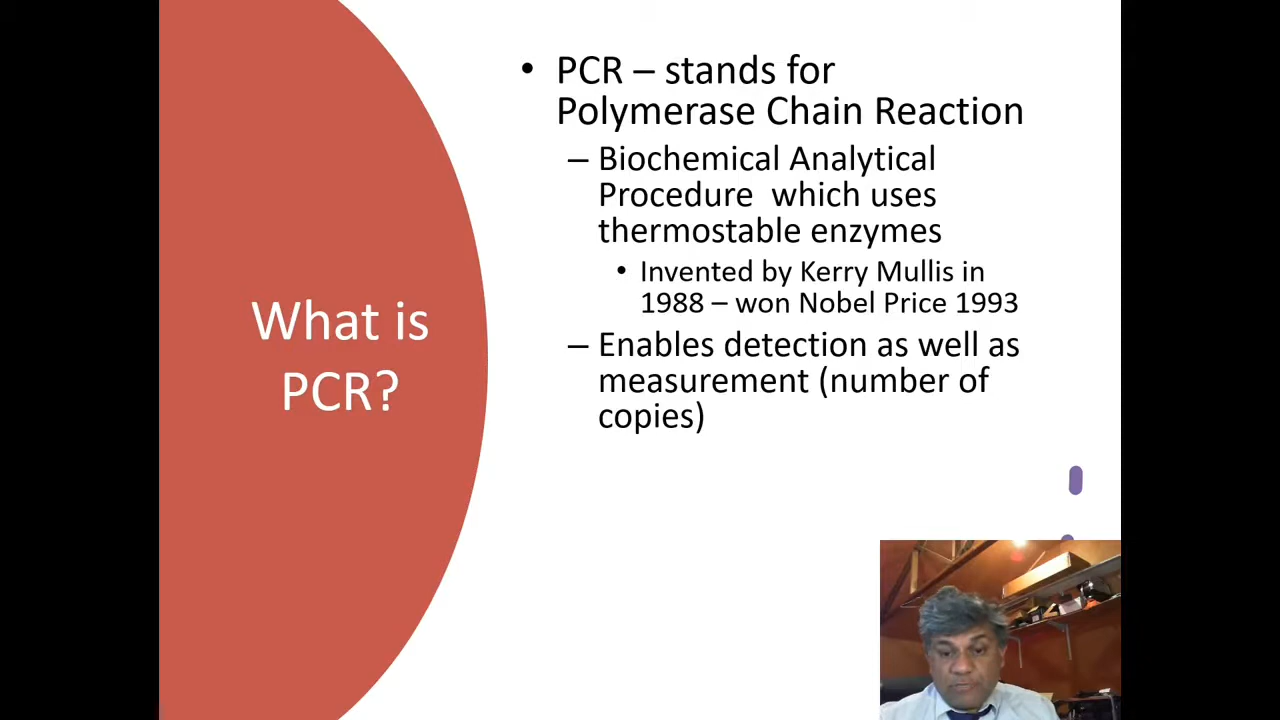 What is
PCR?
• PCR – stands for
Polymerase Chain Reaction
– Biochemical Analytical
Procedure  which uses
thermostable enzymes
• Invented by Kerry Mullis in
1988 – won Nobel Price 1993
– Enables detection as well as
measurement (number of
copies)